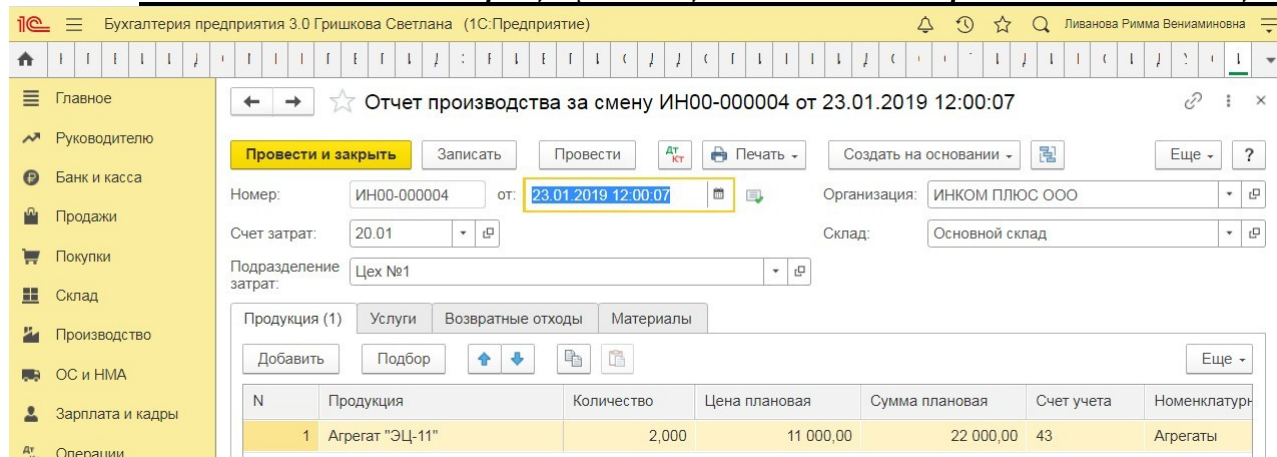 1С Бухгалтерия предприятия 3.0 Гришкова Светлана (1С:Предприятие) Ливанова Римма Вениаминовна
Главное
Руководителю
Банк и касса
Продажи
Покупки
Склад
Производство
ОС и НМА
Зарплата и кадры
Операции
Отчет производства за смену ИН00-000004 от 23.01.2019 12:00:07
Провести и закрыть Записать Провести Дт Кт Печать Создать на основании Еще ?
Номер: ИН00-000004 от: 23.01.2019 12:00:07 Организация: ИНКОМ ПЛЮС ООО
Счет затрат: 20.01 Склад: Основной склад
Подразделение затрат: Цех №1
Продукция (1) Услуги Возвратные отходы Материалы
Добавить Подбор Еще
N Продукция Количество Цена плановая Сумма плановая Счет учета Номенклатурн
1 Агрегат "ЭЦ-11" 2,000 11 000,00 22 000,00 43 Агрегаты